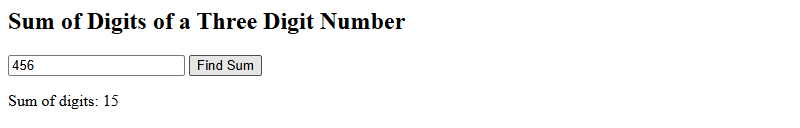 Sum of Digits of a Three Digit Number
456 Find Sum
Sum of digits: 15